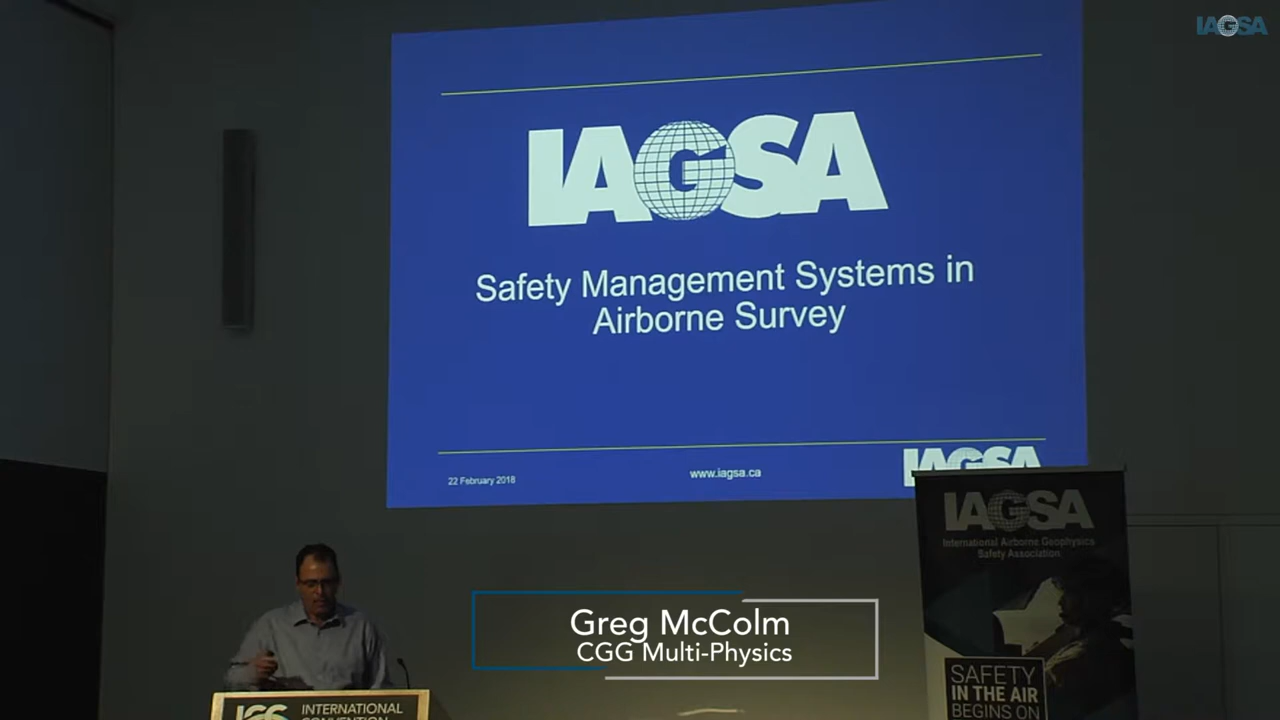 IAGSA
IAGSA
Safety Management Systems in
Airborne Survey
22 February 2018
www.iagsa.ca
IAGSA
IAGSA
International Airborne Geophysics
Safety Association
Greg McColm
CGG Multi-Physics
SAFETY
IN THE AIR
BEGINS ON
INTERNATIONAL
CONVENTION